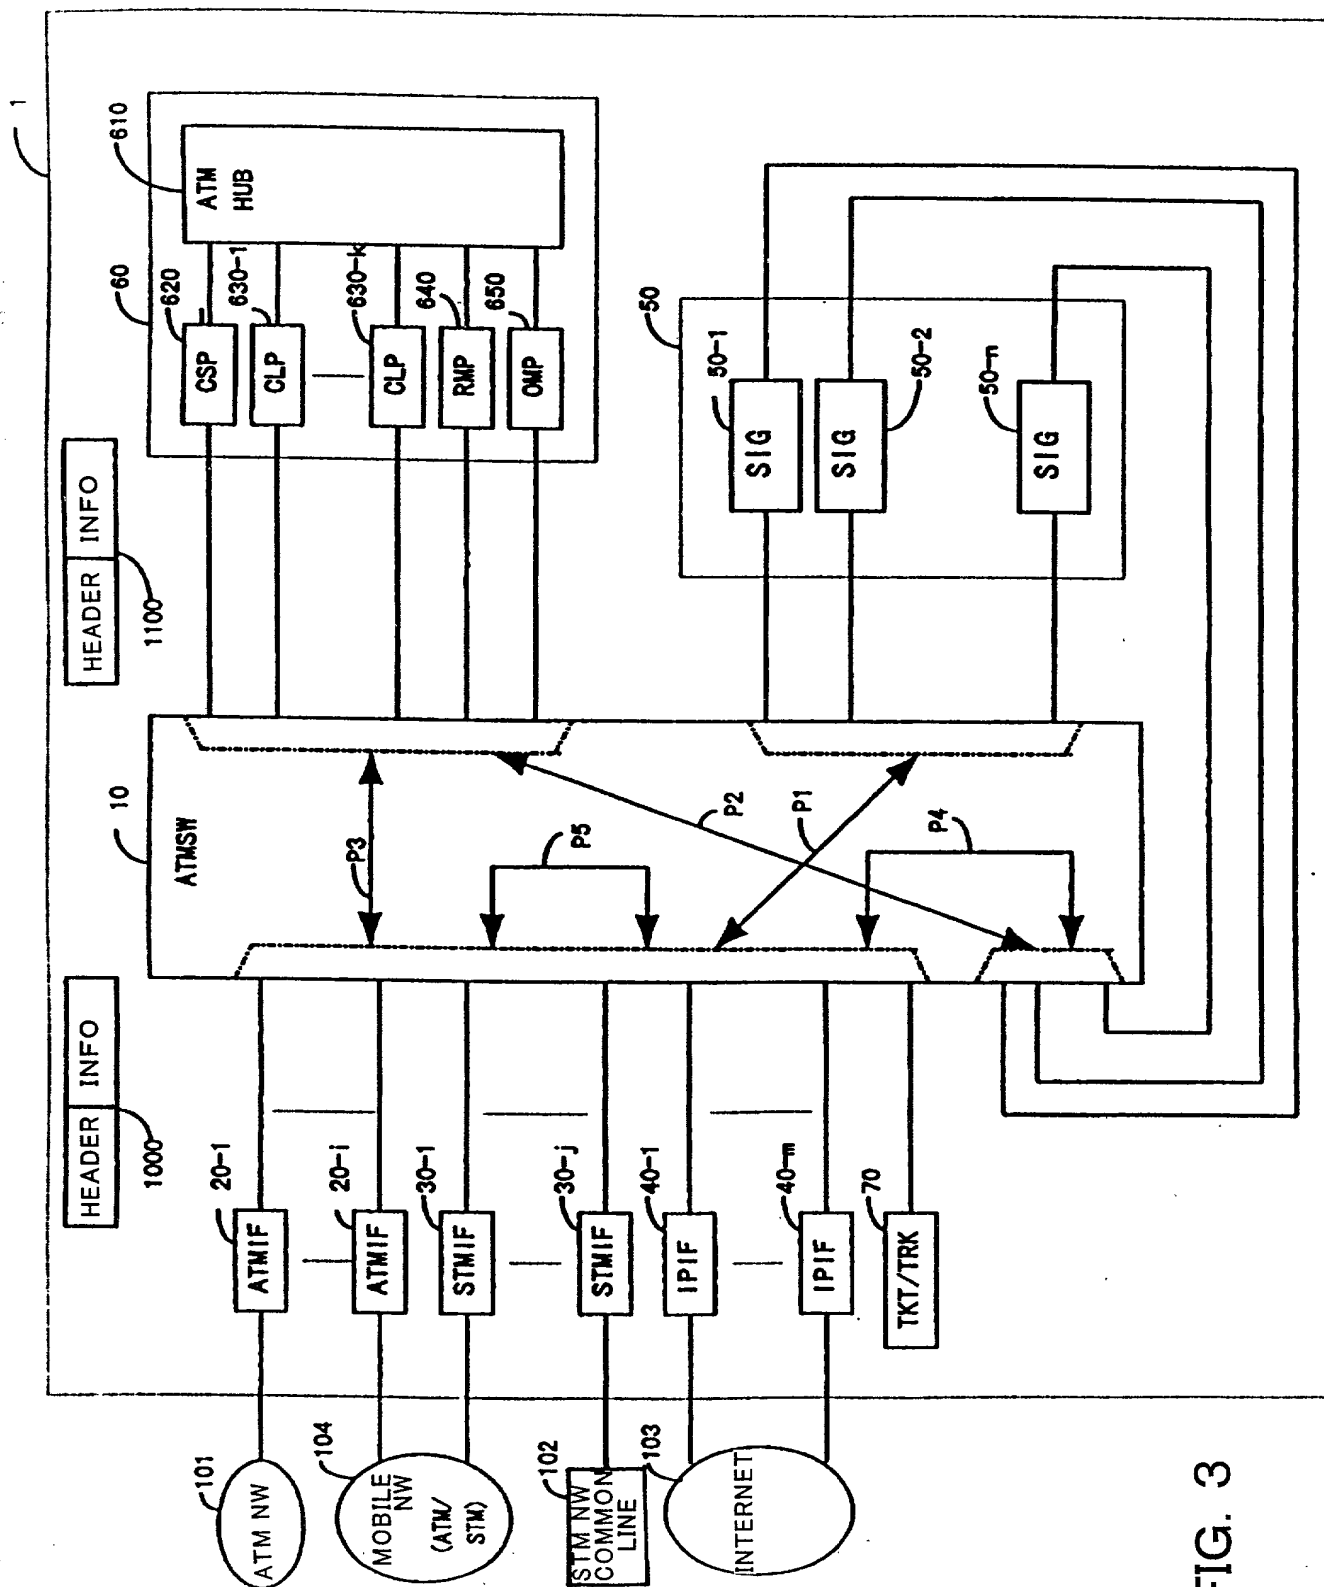 1
HEADER INFO
1000
HEADER INFO
1100
10
ATMSW
60
610
ATM
HUB
620
CSP
630-1
CLP
630-k
CLP
640
RMP
650
OMP
101
ATM NW
20-1
ATMIF
104
MOBILE
NW
(ATM/
STM)
20-i
ATMIF
30-1
STMIF
102
STM NW
COMMON
LINE
30-j
STMIF
103
INTERNET
40-1
IPIF
40-m
IPIF
70
TKT/TRK
P3
P5
P2
P1
P4
50
50-1
SIG
50-2
SIG
50-n
SIG
FIG. 3